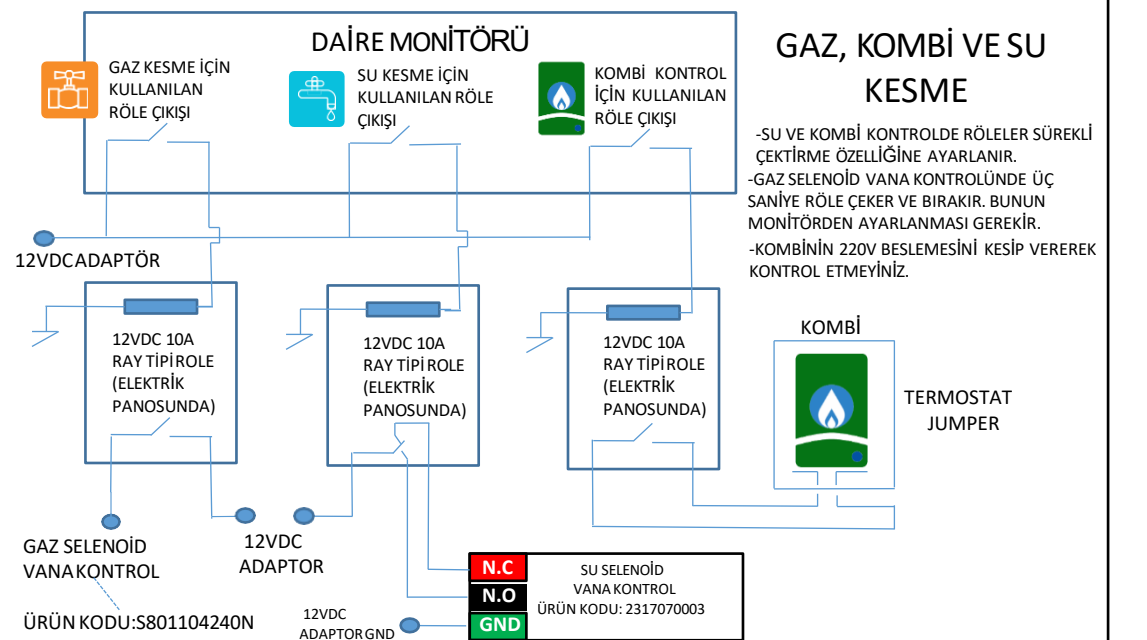 DAİRE MONİTÖRÜ
GAZ KESME İÇİN
KULLANILAN
RÖLE ÇIKIŞI
SU KESME İÇİN
KULLANILAN RÖLE
ÇIKIŞI
KOMBİ KONTROL
İÇİN KULLANILAN
RÖLE ÇIKIŞI
GAZ, KOMBİ VE SU
KESME
-SU VE KOMBİ KONTROLDE RÖLELER SÜREKLİ
ÇEKTİRME ÖZELLİĞİNE AYARLANIR.
-GAZ SELENOİD VANA KONTROLÜNDE ÜÇ
SANİYE RÖLE ÇEKER VE BIRAKIR. BUNUN
MONİTÖRDEN AYARLANMASI GEREKİR.
-KOMBİNİN 220V BESLEMESİNİ KESİP VEREREK
KONTROL ETMEYİNİZ.
12VDC ADAPTÖR
12VDC 10A
RAY TİPİ ROLE
(ELEKTRİK
PANOSUNDA)
12VDC 10A
RAY TİPİ ROLE
(ELEKTRİK
PANOSUNDA)
12VDC 10A
RAY TİPİ ROLE
(ELEKTRİK
PANOSUNDA)
KOMBİ
TERMOSTAT
JUMPER
GAZ SELENOİD
VANA KONTROL
ÜRÜN KODU:S801104240N
12VDC
ADAPTOR
12VDC
ADAPTOR GND
N.C
N.O
GND
SU SELENOİD
VANA KONTROL
ÜRÜN KODU: 2317070003